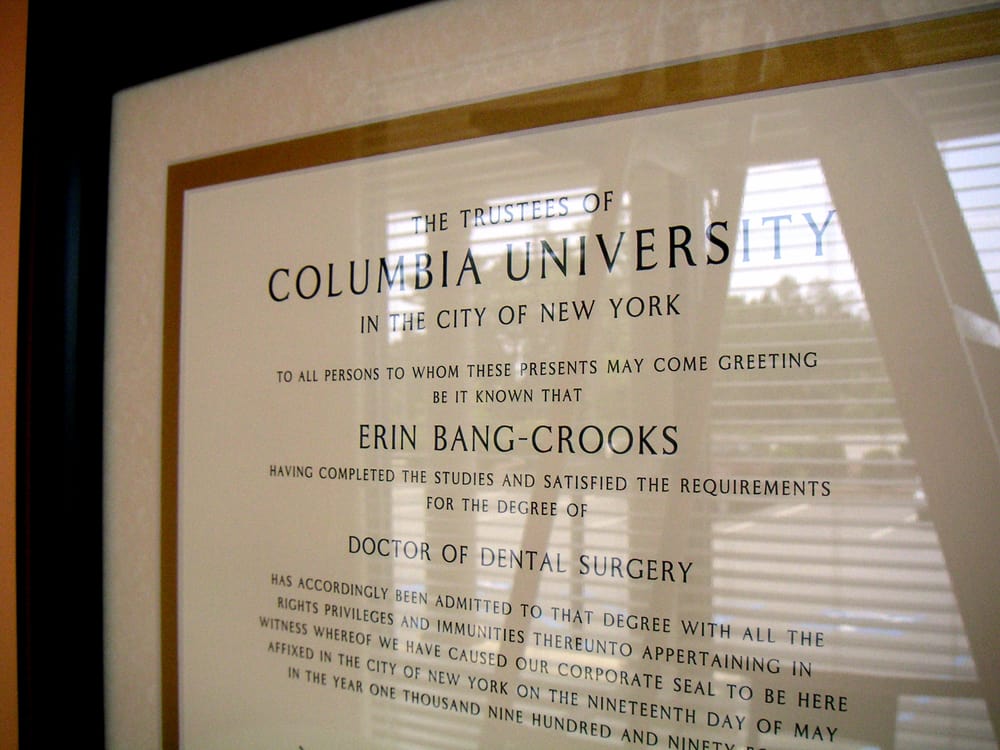 THE TRUSTEES OF
COLUMBIA UNIVERSITY
IN THE CITY OF NEW YORK
TO ALL PERSONS TO WHOM THESE PRESENTS MAY COME GREETING
BE IT KNOWN THAT
ERIN BANG-CROOKS
HAVING COMPLETED THE STUDIES AND SATISFIED THE REQUIREMENTS
FOR THE DEGREE OF
DOCTOR OF DENTAL SURGERY
HAS ACCORDINGLY BEEN ADMITTED TO THAT DEGREE WITH ALL THE
RIGHTS PRIVILEGES AND IMMUNITIES THEREUNTO APPERTAINING IN
WITNESS WHEREOF WE HAVE CAUSED OUR CORPORATE SEAL TO BE HERE
AFFIXED IN THE CITY OF NEW YORK ON THE NINETEENTH DAY OF MAY
IN THE YEAR ONE THOUSAND NINE HUNDRED AND NINETY